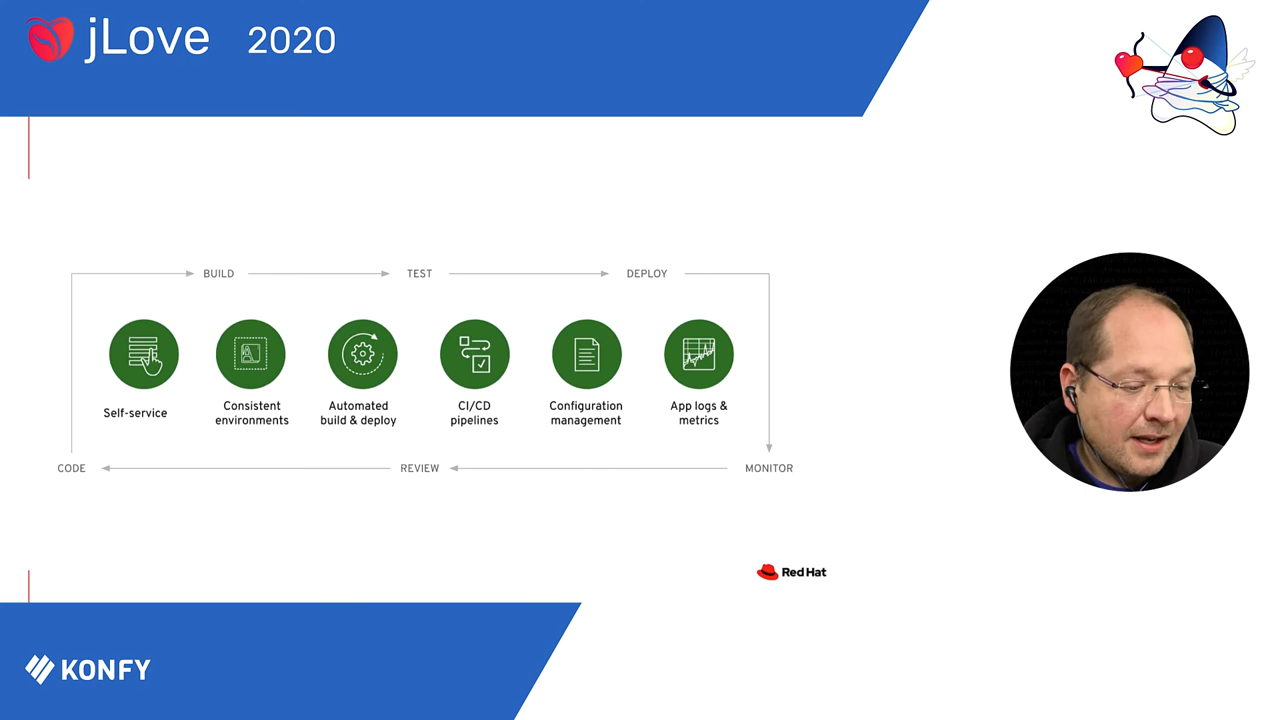 jLove 2020
BUILD
TEST
DEPLOY
Self-service
Consistent
environments
Automated
build & deploy
CI/CD
pipelines
Configuration
management
App logs &
metrics
CODE
REVIEW
MONITOR
Red Hat
KONFY